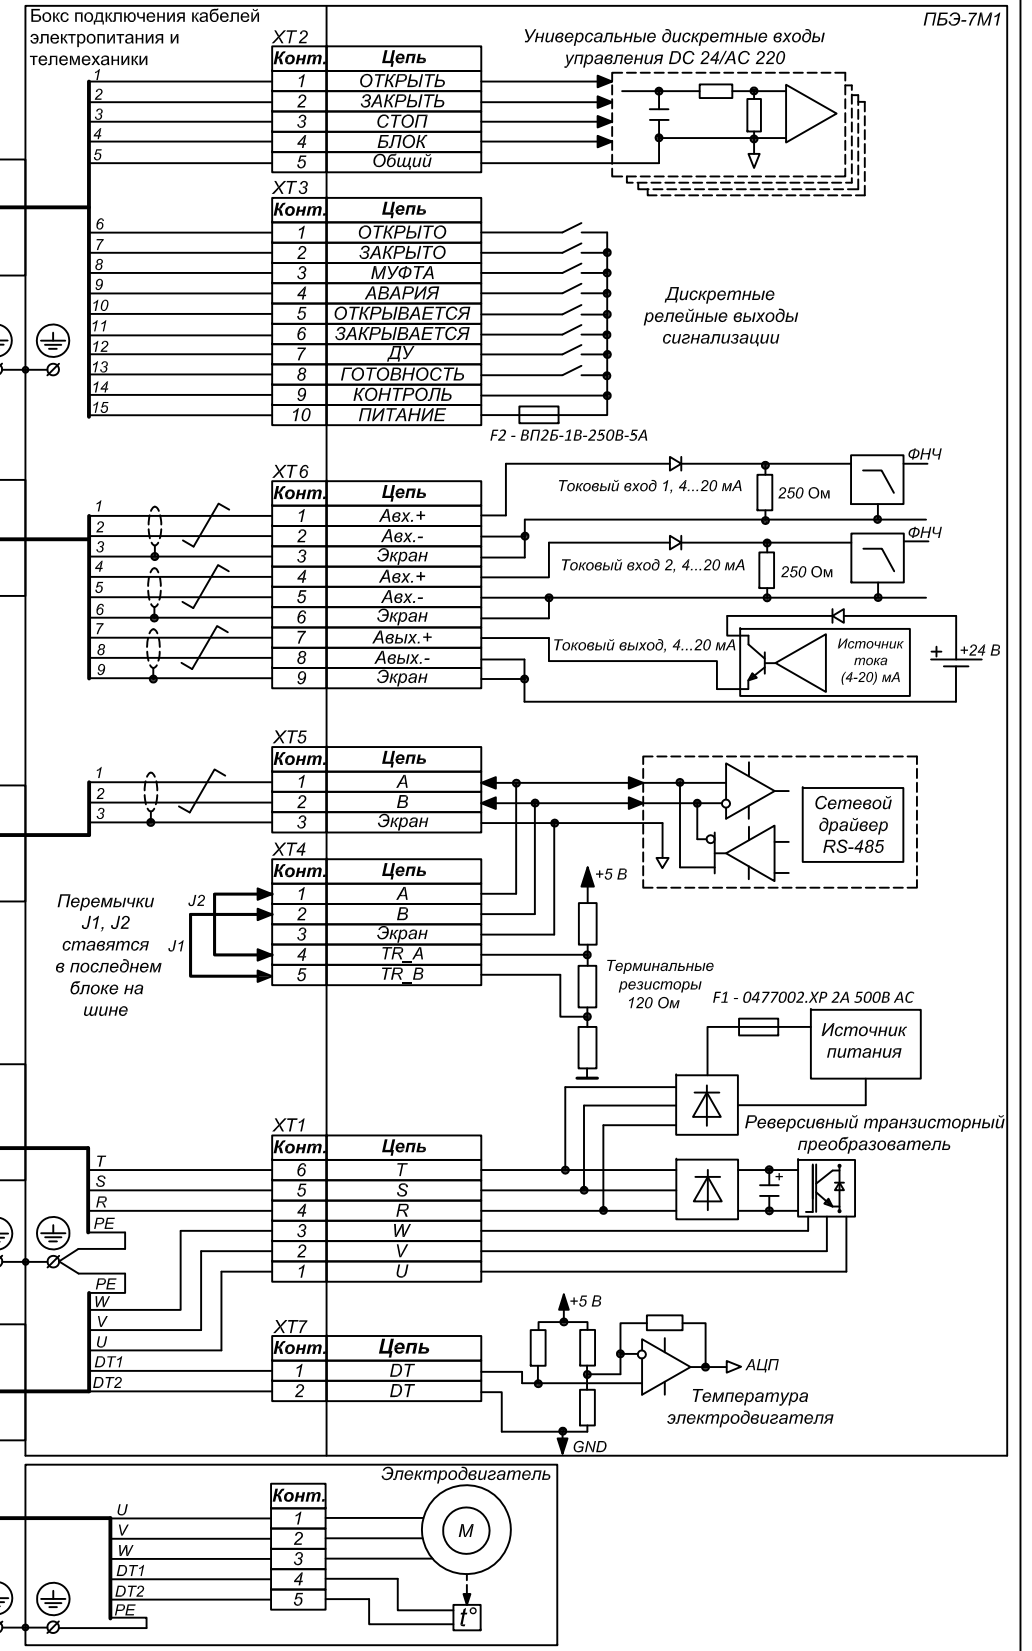 Бокс подключения кабелей
электропитания и
телемеханики
ПБЭ-7М1
XT2
Конт. Цепь
1 1 ОТКРЫТЬ
2 2 ЗАКРЫТЬ
3 3 СТОП
4 4 БЛОК
5 5 Общий
Универсальные дискретные входы
управления DC 24/AC 220
XT3
Конт. Цепь
6 1 ОТКРЫТО
7 2 ЗАКРЫТО
8 3 МУФТА
9 4 АВАРИЯ
10 5 ОТКРЫВАЕТСЯ
11 6 ЗАКРЫВАЕТСЯ
12 7 ДУ
13 8 ГОТОВНОСТЬ
14 9 КОНТРОЛЬ
15 10 ПИТАНИЕ
Дискретные
релейные выходы
сигнализации
F2 - ВП2Б-1В-250В-5А
XT6
Конт. Цепь
1 1 Авх.+
2 2 Авх.-
3 3 Экран
4 4 Авх.+
5 5 Авх.-
6 6 Экран
7 7 Авых.+
8 8 Авых.-
9 9 Экран
ФНЧ
Токовый вход 1, 4...20 мА
250 Ом
ФНЧ
Токовый вход 2, 4...20 мА
250 Ом
Токовый выход, 4...20 мА
Источник
тока
(4-20) мА
+
+24 В
XT5
Конт. Цепь
1 1 A
2 2 B
3 3 Экран
Сетевой
драйвер
RS-485
XT4
Конт. Цепь
1 A
2 B
3 Экран
4 TR_A
5 TR_B
J2
J1
Перемычки
J1, J2
ставятся
в последнем
блоке на
шине
+5 В
Терминальные
резисторы
120 Ом
F1 - 0477002.XP 2A 500В AC
Источник
питания
Реверсивный транзисторный
преобразователь
+
XT1
Конт. Цепь
T 6 T
S 5 S
R 4 R
PE 3 W
2 V
1 U
PE
W
V
U
DT1
DT2
XT7
Конт. Цепь
1 DT
2 DT
+5 В
АЦП
Температура
электродвигателя
GND
Электродвигатель
Конт.
U 1
V 2
W 3
DT1 4
DT2 5
PE
M
t°